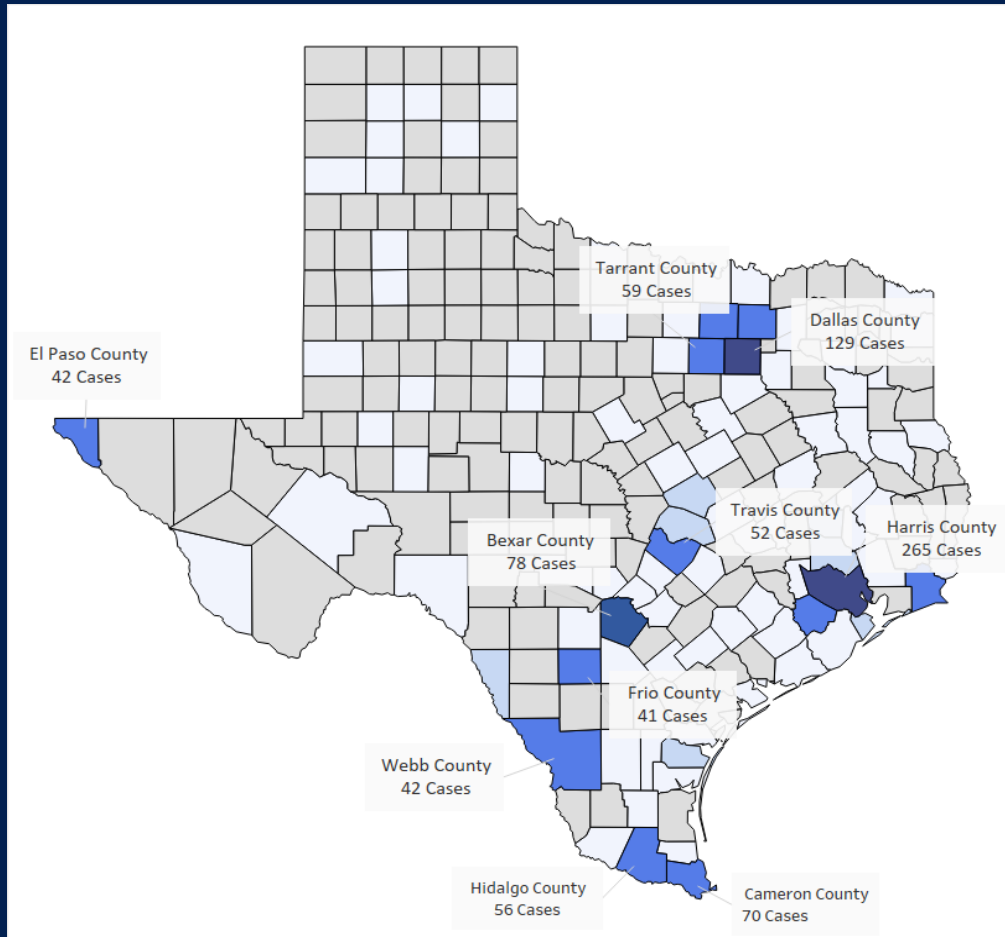 Tarrant County
59 Cases
Dallas County
129 Cases
El Paso County
42 Cases
Travis County
52 Cases
Harris County
265 Cases
Bexar County
78 Cases
Frio County
41 Cases
Webb County
42 Cases
Hidalgo County
56 Cases
Cameron County
70 Cases